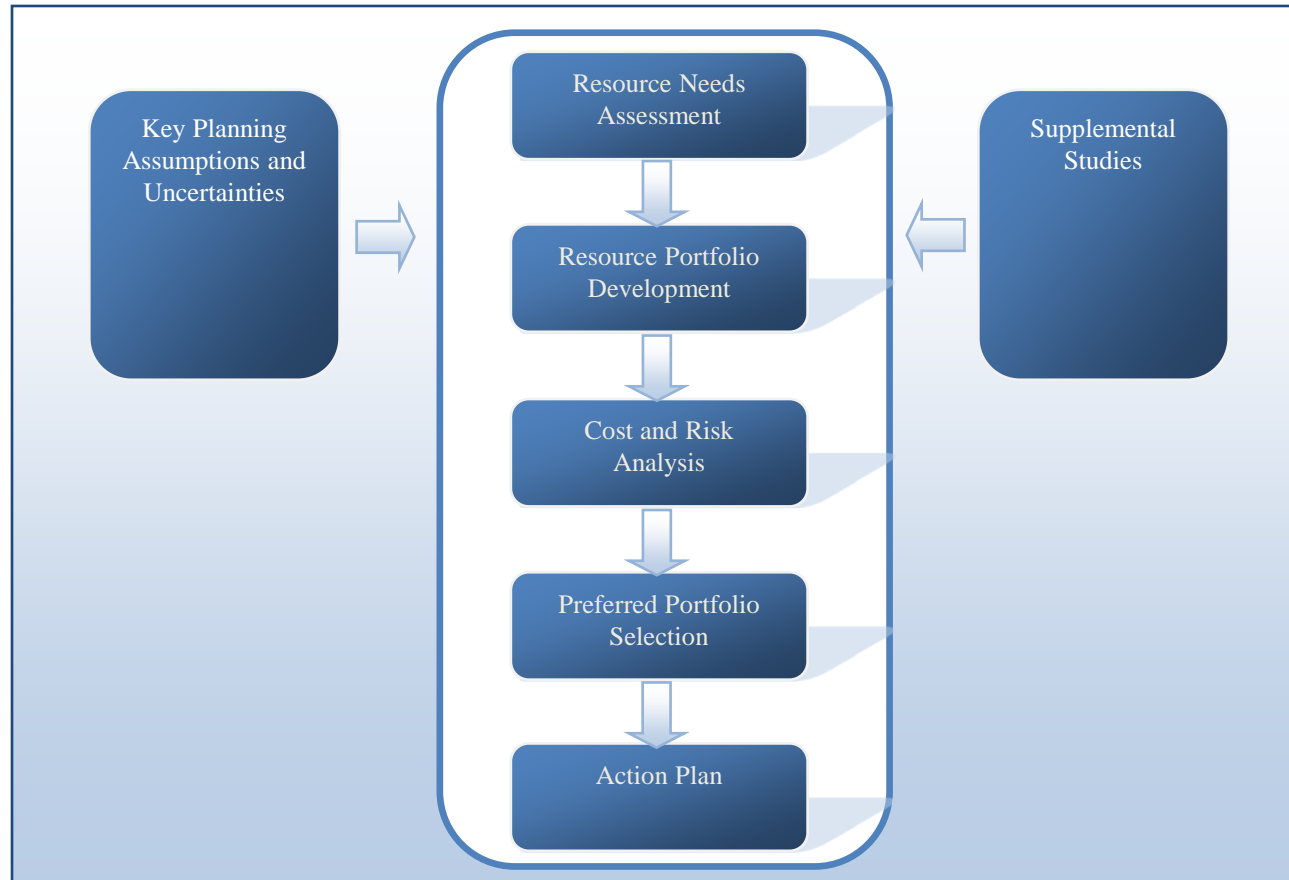 Key Planning
Assumptions and
Uncertainties
Resource Needs
Assessment
Resource Portfolio
Development
Cost and Risk
Analysis
Preferred Portfolio
Selection
Action Plan
Supplemental
Studies